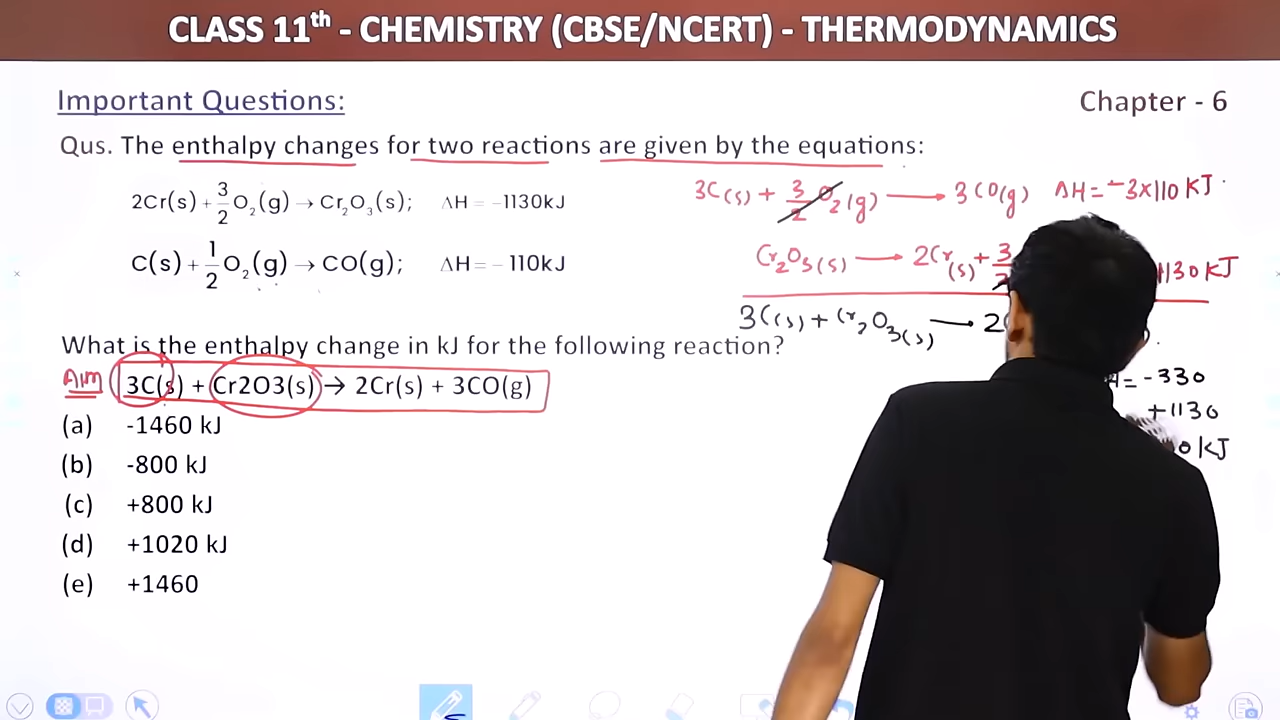 CLASS 11th - CHEMISTRY (CBSE/NCERT) - THERMODYNAMICS
Important Questions:
Chapter - 6
Qus. The enthalpy changes for two reactions are given by the equations:
2Cr(s) + 3/2 O₂(g) → Cr₂O₃(s); ΔH = -1130kJ
C(s) + 1/2 O₂(g) → CO(g); ΔH = - 110kJ
3C(s) + 3/2 O₂(g) → 3CO(g) ΔH = -3×110 KJ.
Cr₂O₃(s) → 2Cr(s) + 3/
1130 KJ
3C(s) + Cr₂O₃(s) → 2
= -330
+1130
0 KJ
What is the enthalpy change in kJ for the following reaction?
Aim 3C(s) + Cr2O3(s) → 2Cr(s) + 3CO(g)
(a) -1460 kJ
(b) -800 kJ
(c) +800 kJ
(d) +1020 kJ
(e) +1460